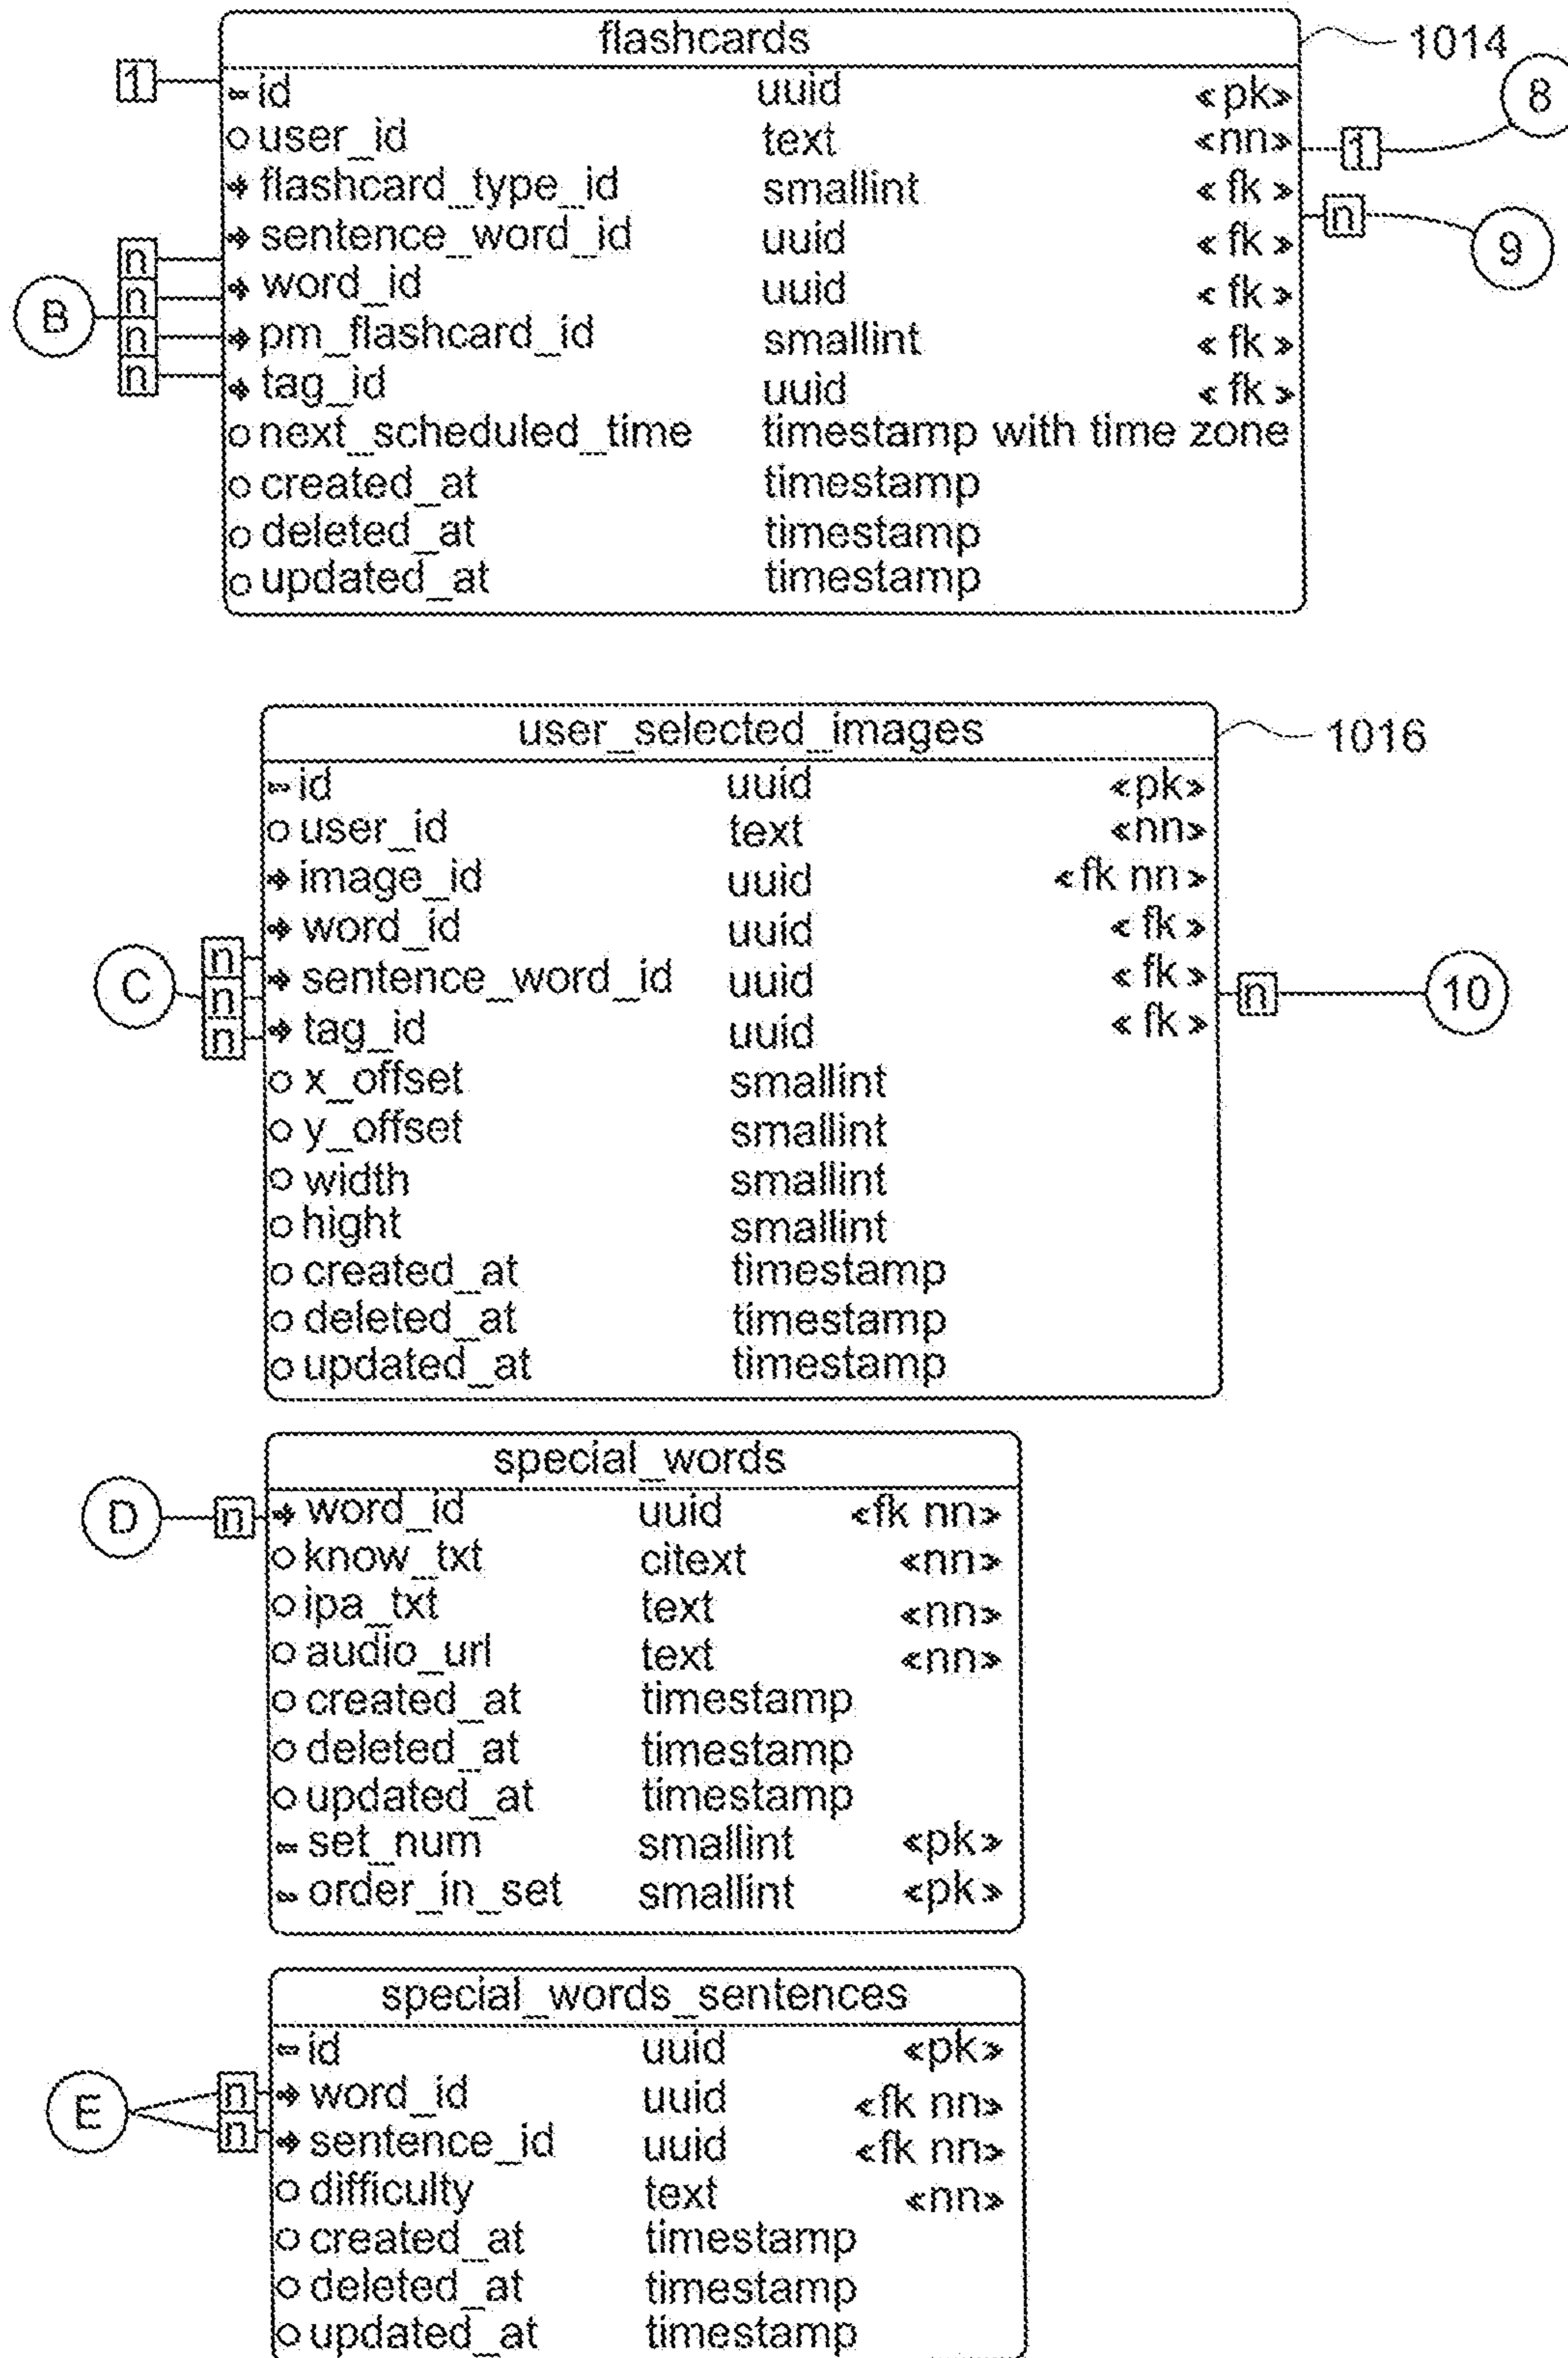 flashcards
1014
1 id uuid «pk»
8
user_id text «nn» 1
flashcard_type_id smallint « fk »
n
sentence_word_id uuid « fk »
9
n
word_id uuid « fk »
n
B
pm_flashcard_id smallint « fk »
n
tag_id uuid « fk »
n
next_scheduled_time timestamp with time zone
created_at timestamp
deleted_at timestamp
updated_at timestamp
user_selected_images
1016
id uuid «pk»
user_id text «nn»
image_id uuid «fk nn»
word_id uuid « fk »
n
sentence_word_id uuid « fk »
C n n 10
tag_id uuid « fk »
n
x_offset smallint
y_offset smallint
width smallint
hight smallint
created_at timestamp
deleted_at timestamp
updated_at timestamp
special_words
D n word_id uuid «fk nn»
know_txt citext «nn»
ipa_txt text «nn»
audio_url text «nn»
created_at timestamp
deleted_at timestamp
updated_at timestamp
set_num smallint «pk»
order_in_set smallint «pk»
special_words_sentences
id uuid «pk»
n word_id uuid «fk nn»
E
n sentence_id uuid «fk nn»
difficulty text «nn»
created_at timestamp
deleted_at timestamp
updated_at timestamp